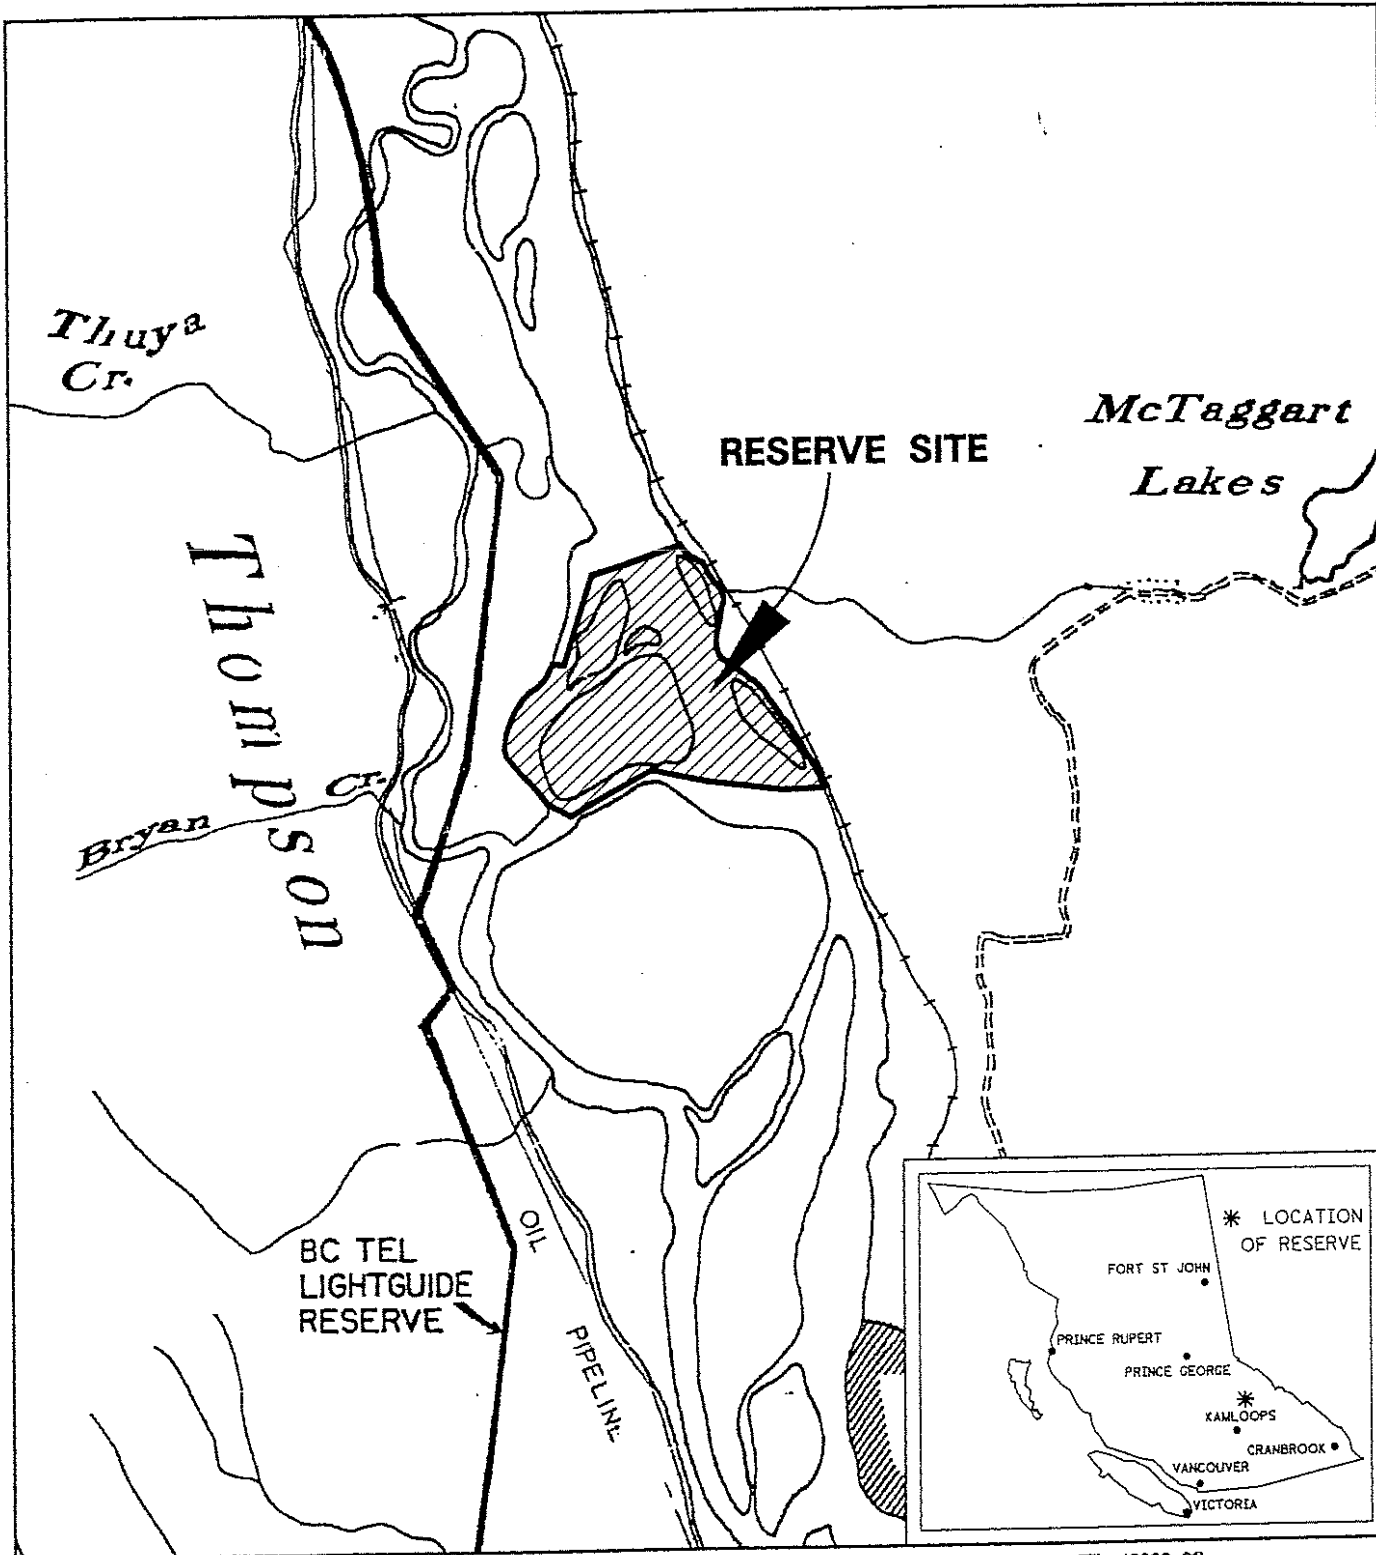 Thuya
Cr.
McTaggart
Lakes
RESERVE SITE
Thompson
Bryan Cr.
BC TEL
LIGHTGUIDE
RESERVE
OIL
PIPELINE
* LOCATION
OF RESERVE
FORT ST JOHN
PRINCE RUPERT
PRINCE GEORGE
*
KAMLOOPS
CRANBROOK
VANCOUVER
VICTORIA